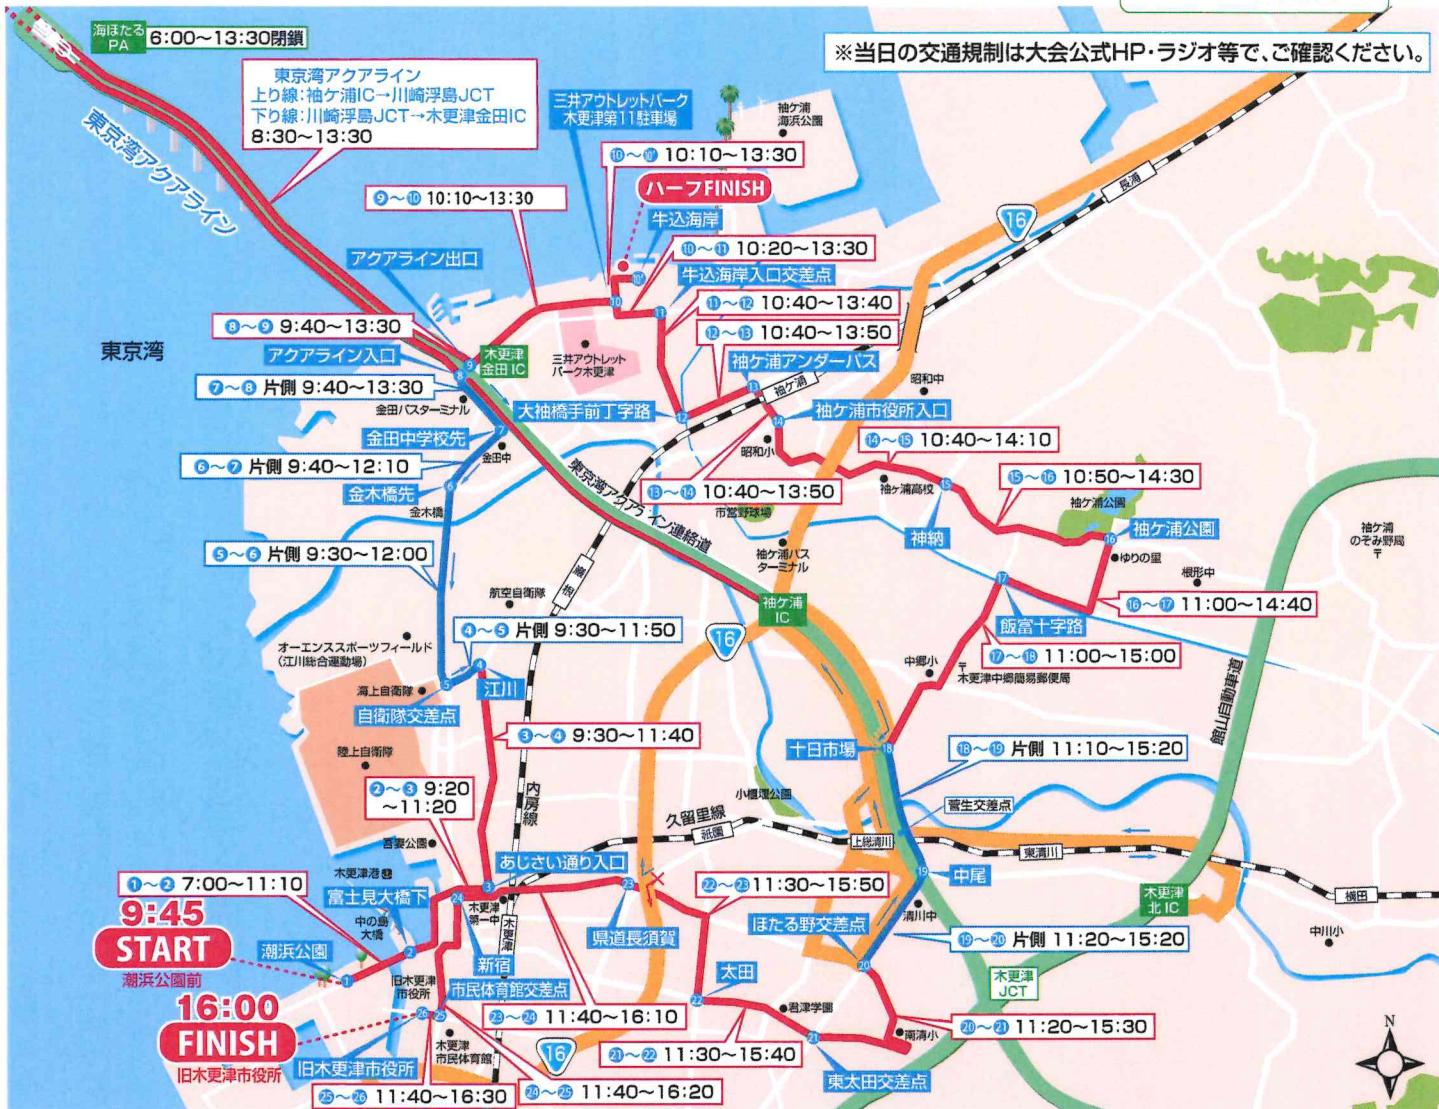 海ほたる
PA
6:00～13:30閉鎖
※当日の交通規制は大会公式HP・ラジオ等で、ご確認ください。
東京湾アクアライン
上り線:袖ケ浦IC→川崎浮島JCT
下り線:川崎浮島JCT→木更津金田IC
8:30～13:30
東京湾アクアライン
三井アウトレットパーク
木更津第11駐車場
袖ケ浦
海浜公園
⑩～⑩' 10:10～13:30
ハーフFINISH
⑨～⑩ 10:10～13:30
牛込海岸
⑩～⑪ 10:20～13:30
16
長浦
アクアライン出口
牛込海岸入口交差点
⑪～⑫ 10:40～13:40
⑧～⑨ 9:40～13:30
⑫～⑬ 10:40～13:50
東京湾
アクアライン入口
木更津
金田 IC
三井アウトレット
パーク木更津
袖ケ浦アンダーパス
⑦～⑧ 片側 9:40～13:30
袖ケ浦
昭和中
金田バスターミナル
大袖橋手前丁字路
袖ケ浦市役所入口
金田中学校先
金田中
昭和小
⑭～⑮ 10:40～14:10
⑥～⑦ 片側 9:40～12:10
東京湾アクアライン連絡道
袖ケ浦高校
⑮～⑯ 10:50～14:30
金木橋先
⑬～⑭ 10:40～13:50
袖ケ浦公園
金木橋
市営野球場
神納
袖ケ浦公園
袖ケ浦
のぞみ野局
〒
⑤～⑥ 片側 9:30～12:00
袖ケ浦バス
ターミナル
ゆりの里
根形中
航空自衛隊
巌根
袖ケ浦
IC
⑯～⑰ 11:00～14:40
飯富十字路
④～⑤ 片側 9:30～11:50
16
オーエンススポーツフィールド
(江川総合運動場)
中郷小
⑰～⑱ 11:00～15:00
〒
木更津中郷簡易郵便局
海上自衛隊
江川
自衛隊交差点
館山自動車道
③～④ 9:30～11:40
陸上自衛隊
十日市場
⑱～⑲ 片側 11:10～15:20
②～③ 9:20
～11:20
内房線
小櫃堰公園
菅生交差点
久留里線
祇園
上総清川
東清川
吾妻公園
あじさい通り入口
木更津港
①～② 7:00～11:10
富士見大橋下
㉒～㉓ 11:30～15:50
中尾
木更津
北 IC
横田
9:45
START
潮浜公園前
中の島
大橋
木更津
第一中
木更津
清川中
潮浜公園
県道長須賀
ほたる野交差点
⑲～⑳ 片側 11:20～15:20
中川小
新宿
旧木更津
市役所
市民体育館交差点
太田
木更津
JCT
16:00
FINISH
旧木更津市役所
㉓～㉔ 11:40～16:10
君津学園
⑳～㉑ 11:20～15:30
南清小
木更津
市民体育館
16
㉑～㉒ 11:30～15:40
旧木更津市役所
東太田交差点
㉕～㉖ 11:40～16:30
㉔～㉕ 11:40～16:20
N